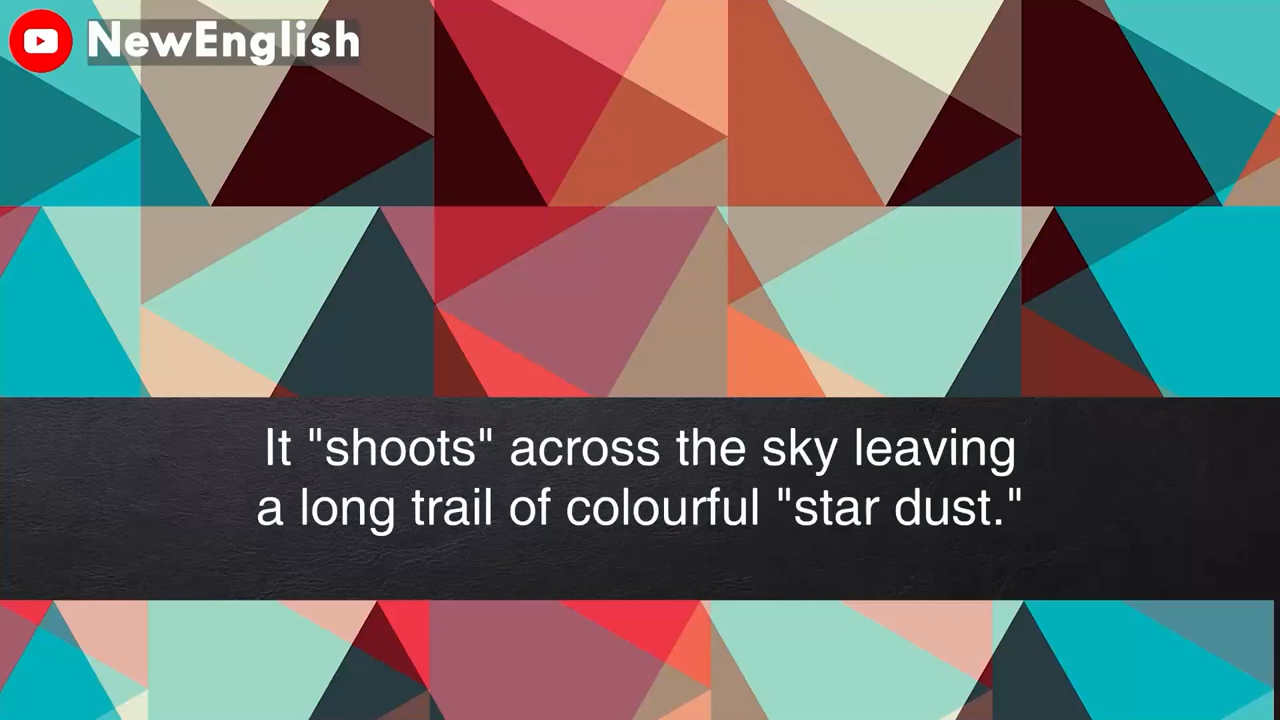 NewEnglish
It "shoots" across the sky leaving
a long trail of colourful "star dust."